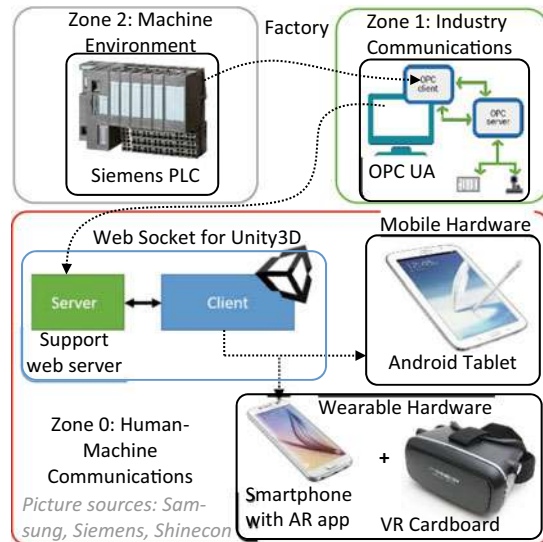 Zone 2: Machine
Environment
Siemens PLC
Factory
Zone 1: Industry
Communications
OPC
client
OPC
server
OPC UA
Web Socket for Unity3D
Server
Client
Support
web server
Mobile Hardware
Android Tablet
Zone 0: Human-
Machine
Communications
Picture sources: Sam-
sung, Siemens, Shinecon
Wearable Hardware
Smartphone
with AR app
+
VR Cardboard